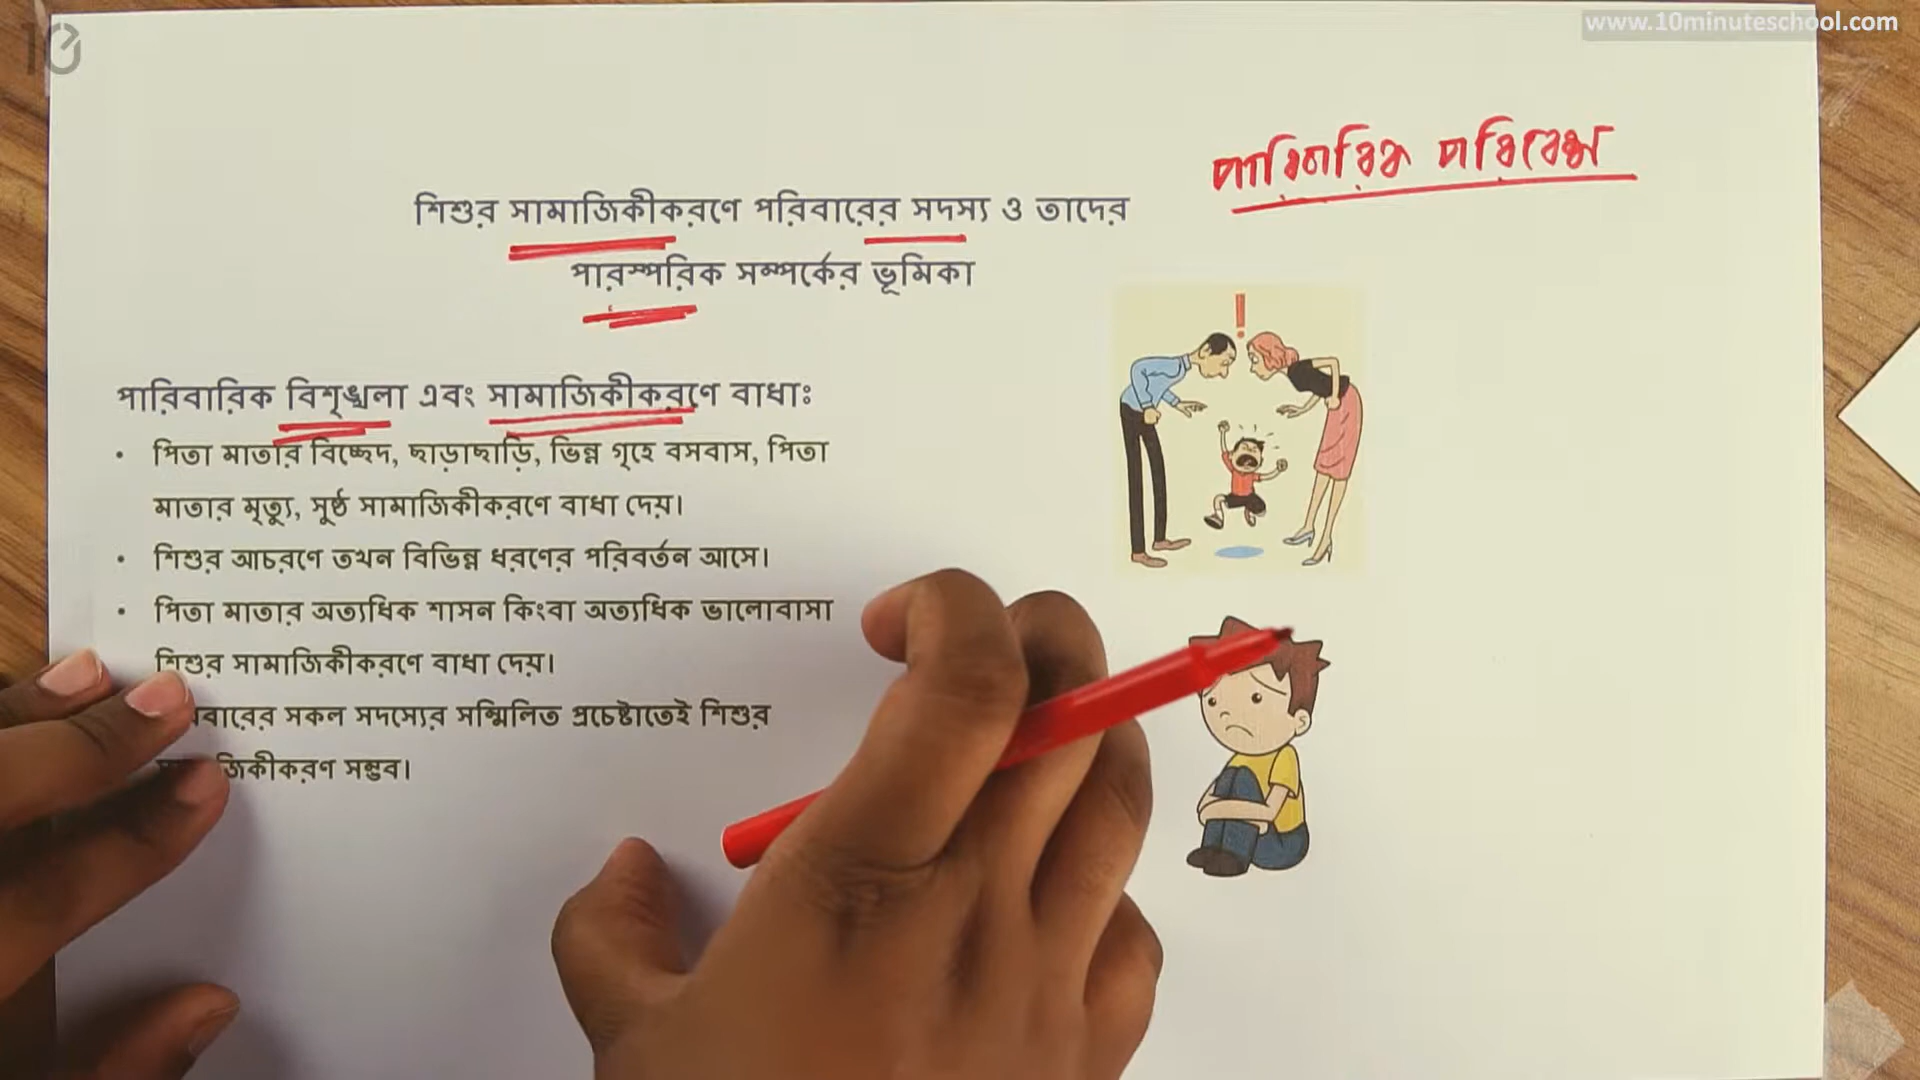 www.10minuteschool.com
10
পারিবারিক পরিবেশ
শিশুর সামাজিকীকরণে পরিবারের সদস্য ও তাদের
পারস্পরিক সম্পর্কের ভূমিকা
পারিবারিক বিশৃঙ্খলা এবং সামাজিকীকরণে বাধাঃ
• পিতা মাতার বিচ্ছেদ, ছাড়াছাড়ি, ভিন্ন গৃহে বসবাস, পিতা
মাতার মৃত্যু, সুষ্ঠ সামাজিকীকরণে বাধা দেয়।
• শিশুর আচরণে তখন বিভিন্ন ধরণের পরিবর্তন আসে।
• পিতা মাতার অত্যধিক শাসন কিংবা অত্যধিক ভালোবাসা
শিশুর সামাজিকীকরণে বাধা দেয়।
সকল সদস্যের সম্মিলিত প্রচেষ্টাতেই শিশুর
সম্ভব।